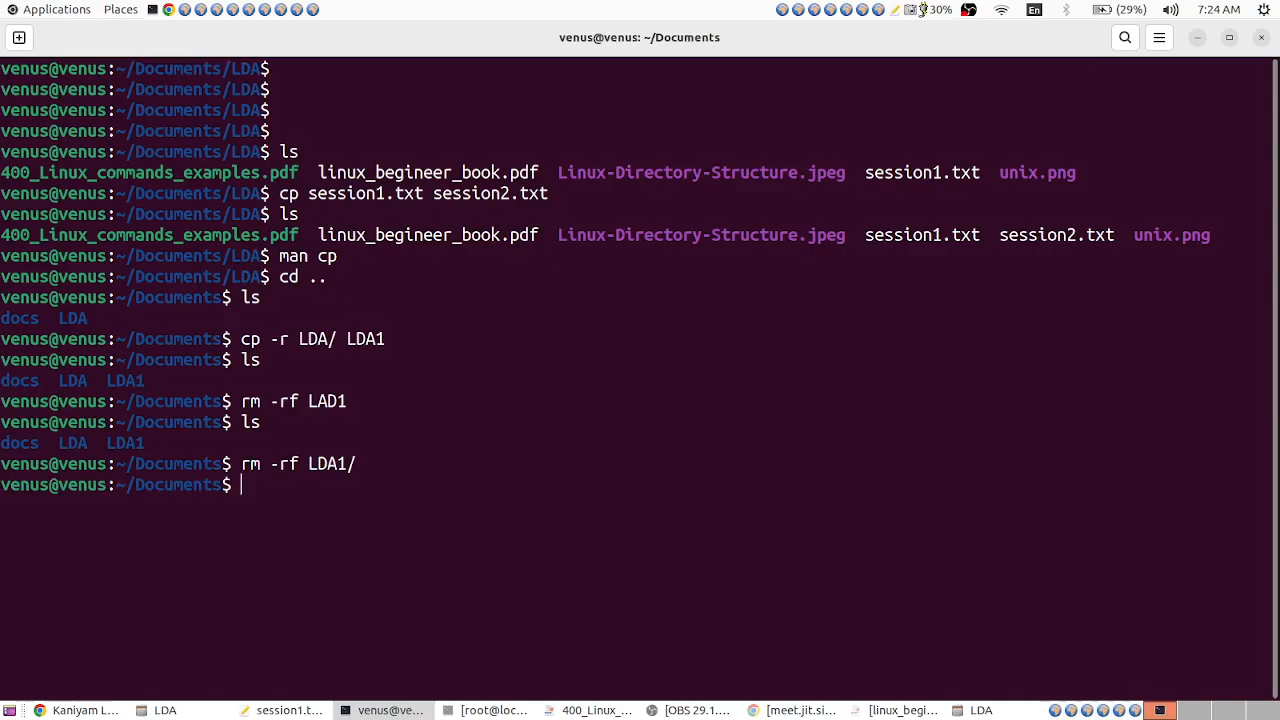 Applications Places 30% En (29%) 7:24 AM
venus@venus: ~/Documents
venus@venus:~/Documents/LDA$
venus@venus:~/Documents/LDA$
venus@venus:~/Documents/LDA$
venus@venus:~/Documents/LDA$
venus@venus:~/Documents/LDA$ ls
400_Linux_commands_examples.pdf linux_begineer_book.pdf Linux-Directory-Structure.jpeg session1.txt unix.png
venus@venus:~/Documents/LDA$ cp session1.txt session2.txt
venus@venus:~/Documents/LDA$ ls
400_Linux_commands_examples.pdf linux_begineer_book.pdf Linux-Directory-Structure.jpeg session1.txt session2.txt unix.png
venus@venus:~/Documents/LDA$ man cp
venus@venus:~/Documents/LDA$ cd ..
venus@venus:~/Documents$ ls
docs LDA
venus@venus:~/Documents$ cp -r LDA/ LDA1
venus@venus:~/Documents$ ls
docs LDA LDA1
venus@venus:~/Documents$ rm -rf LAD1
venus@venus:~/Documents$ ls
docs LDA LDA1
venus@venus:~/Documents$ rm -rf LDA1/
venus@venus:~/Documents$
Kaniyam L... LDA session1.t... venus@ve... [root@loc... 400_Linux_... [OBS 29.1.... [meet.jit.si... [linux_begi... LDA